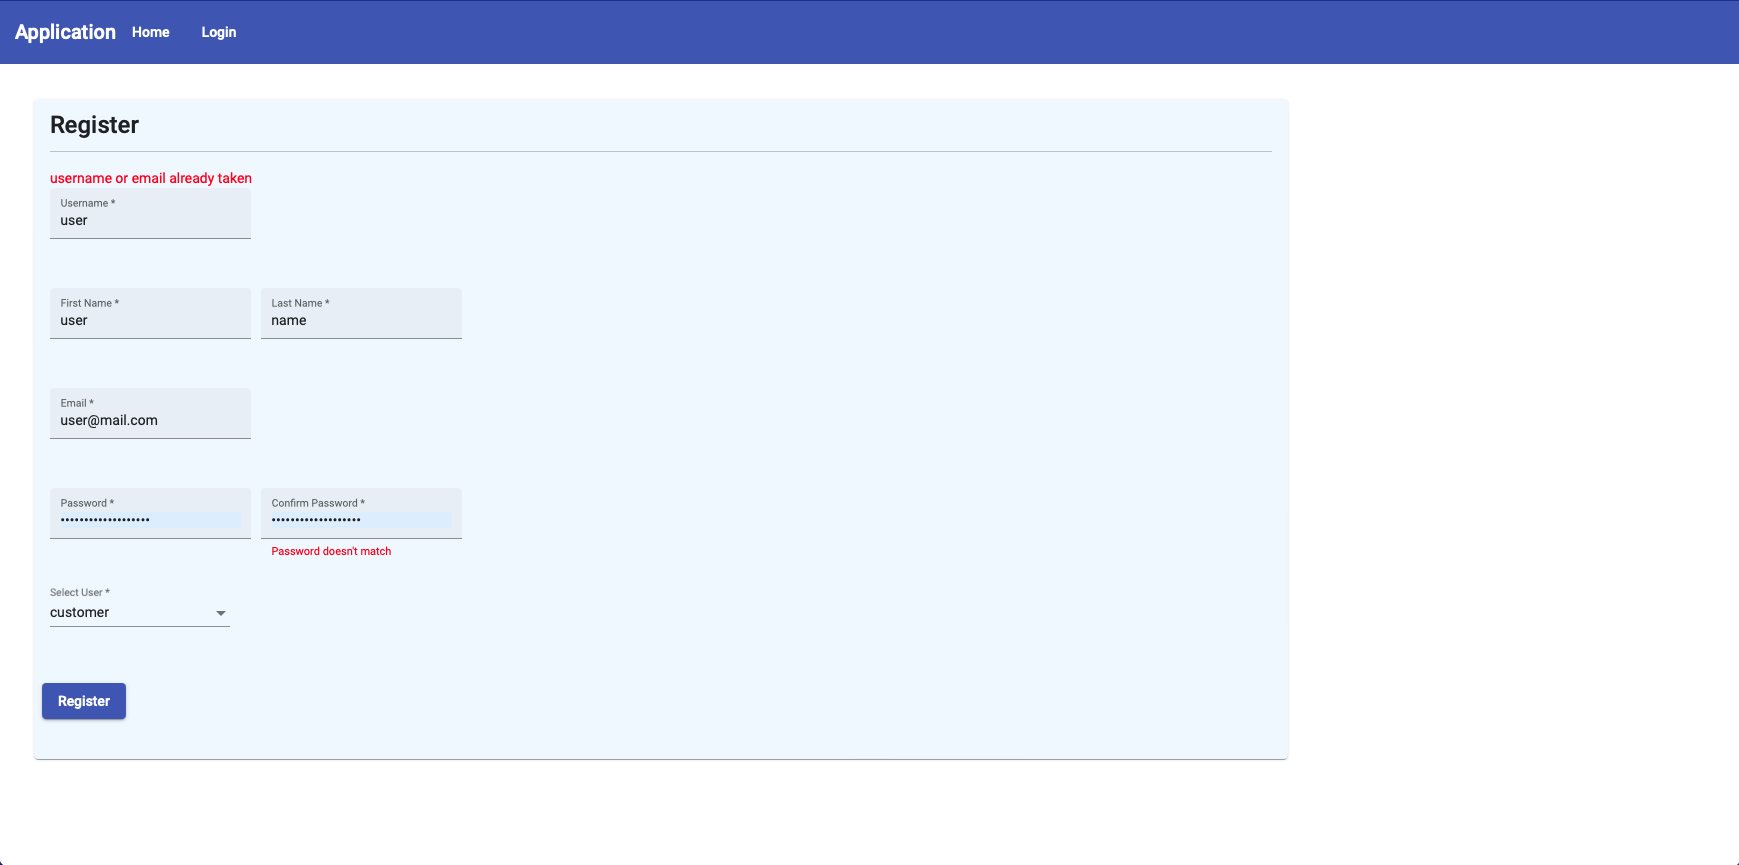 Application Home Login
Register
username or email already taken
Username *
user
First Name * Last Name *
user name
Email *
user@mail.com
Password * Confirm Password *
••••••••••••••••••• •••••••••••••••••••
Password doesn't match
Select User *
customer
Register